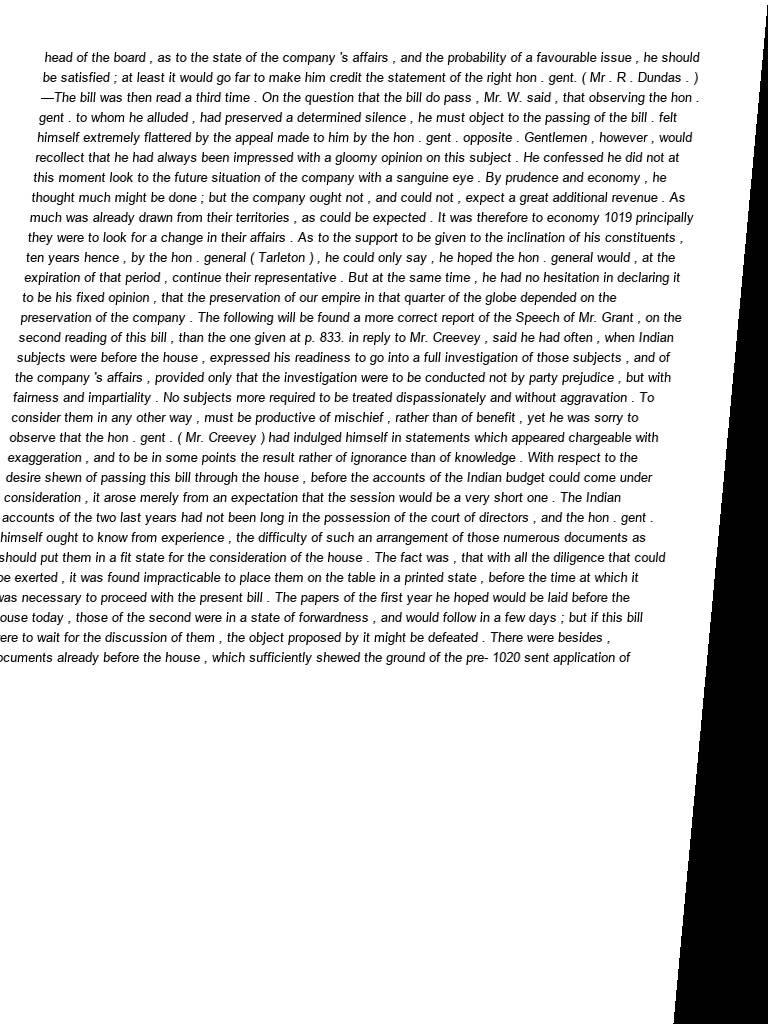 head of the board , as to the state of the company 's affairs , and the probability of a favourable issue , he should
be satisfied ; at least it would go far to make him credit the statement of the right hon . gent. ( Mr . R . Dundas . )
—The bill was then read a third time . On the question that the bill do pass , Mr. W. said , that observing the hon .
gent . to whom he alluded , had preserved a determined silence , he must object to the passing of the bill . felt
himself extremely flattered by the appeal made to him by the hon . gent . opposite . Gentlemen , however , would
recollect that he had always been impressed with a gloomy opinion on this subject . He confessed he did not at
this moment look to the future situation of the company with a sanguine eye . By prudence and economy , he
thought much might be done ; but the company ought not , and could not , expect a great additional revenue . As
much was already drawn from their territories , as could be expected . It was therefore to economy 1019 principally
they were to look for a change in their affairs . As to the support to be given to the inclination of his constituents ,
ten years hence , by the hon . general ( Tarleton ) , he could only say , he hoped the hon . general would , at the
expiration of that period , continue their representative . But at the same time , he had no hesitation in declaring it
to be his fixed opinion , that the preservation of our empire in that quarter of the globe depended on the
preservation of the company . The following will be found a more correct report of the Speech of Mr. Grant , on the
second reading of this bill , than the one given at p. 833. in reply to Mr. Creevey , said he had often , when Indian
subjects were before the house , expressed his readiness to go into a full investigation of those subjects , and of
the company 's affairs , provided only that the investigation were to be conducted not by party prejudice , but with
fairness and impartiality . No subjects more required to be treated dispassionately and without aggravation . To
consider them in any other way , must be productive of mischief , rather than of benefit , yet he was sorry to
observe that the hon . gent . ( Mr. Creevey ) had indulged himself in statements which appeared chargeable with
exaggeration , and to be in some points the result rather of ignorance than of knowledge . With respect to the
desire shewn of passing this bill through the house , before the accounts of the Indian budget could come under
consideration , it arose merely from an expectation that the session would be a very short one . The Indian
accounts of the two last years had not been long in the possession of the court of directors , and the hon . gent .
himself ought to know from experience , the difficulty of such an arrangement of those numerous documents as
should put them in a fit state for the consideration of the house . The fact was , that with all the diligence that could
be exerted , it was found impracticable to place them on the table in a printed state , before the time at which it
was necessary to proceed with the present bill . The papers of the first year he hoped would be laid before the
ouse today , those of the second were in a state of forwardness , and would follow in a few days ; but if this bill
ere to wait for the discussion of them , the object proposed by it might be defeated . There were besides ,
ocuments already before the house , which sufficiently shewed the ground of the pre- 1020 sent application of